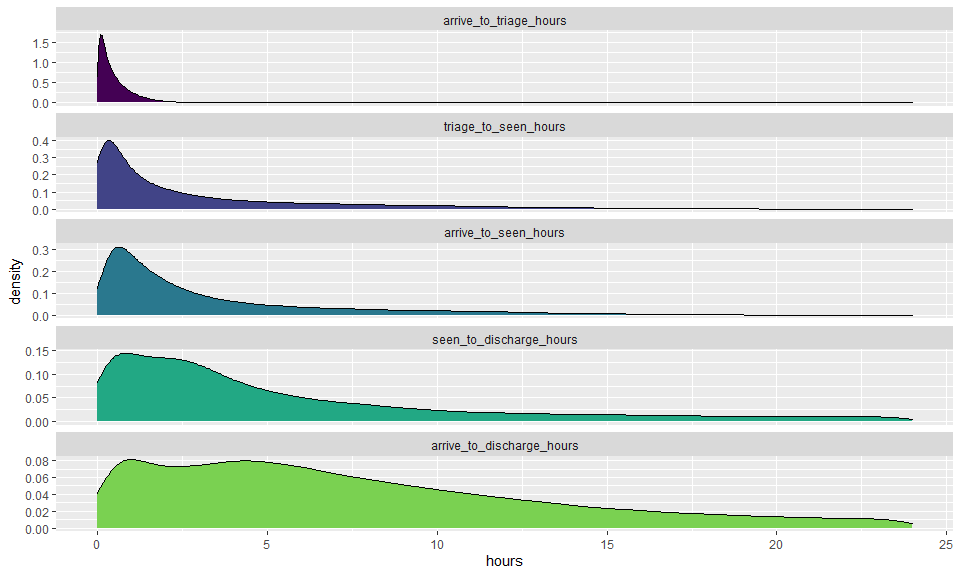 arrive_to_triage_hours
1.5
1.0
0.5
0.0
triage_to_seen_hours
0.4
0.3
0.2
0.1
0.0
arrive_to_seen_hours
0.3
0.2
0.1
0.0
density
seen_to_discharge_hours
0.15
0.10
0.05
0.00
arrive_to_discharge_hours
0.08
0.06
0.04
0.02
0.00
0 5 10 15 20 25
hours